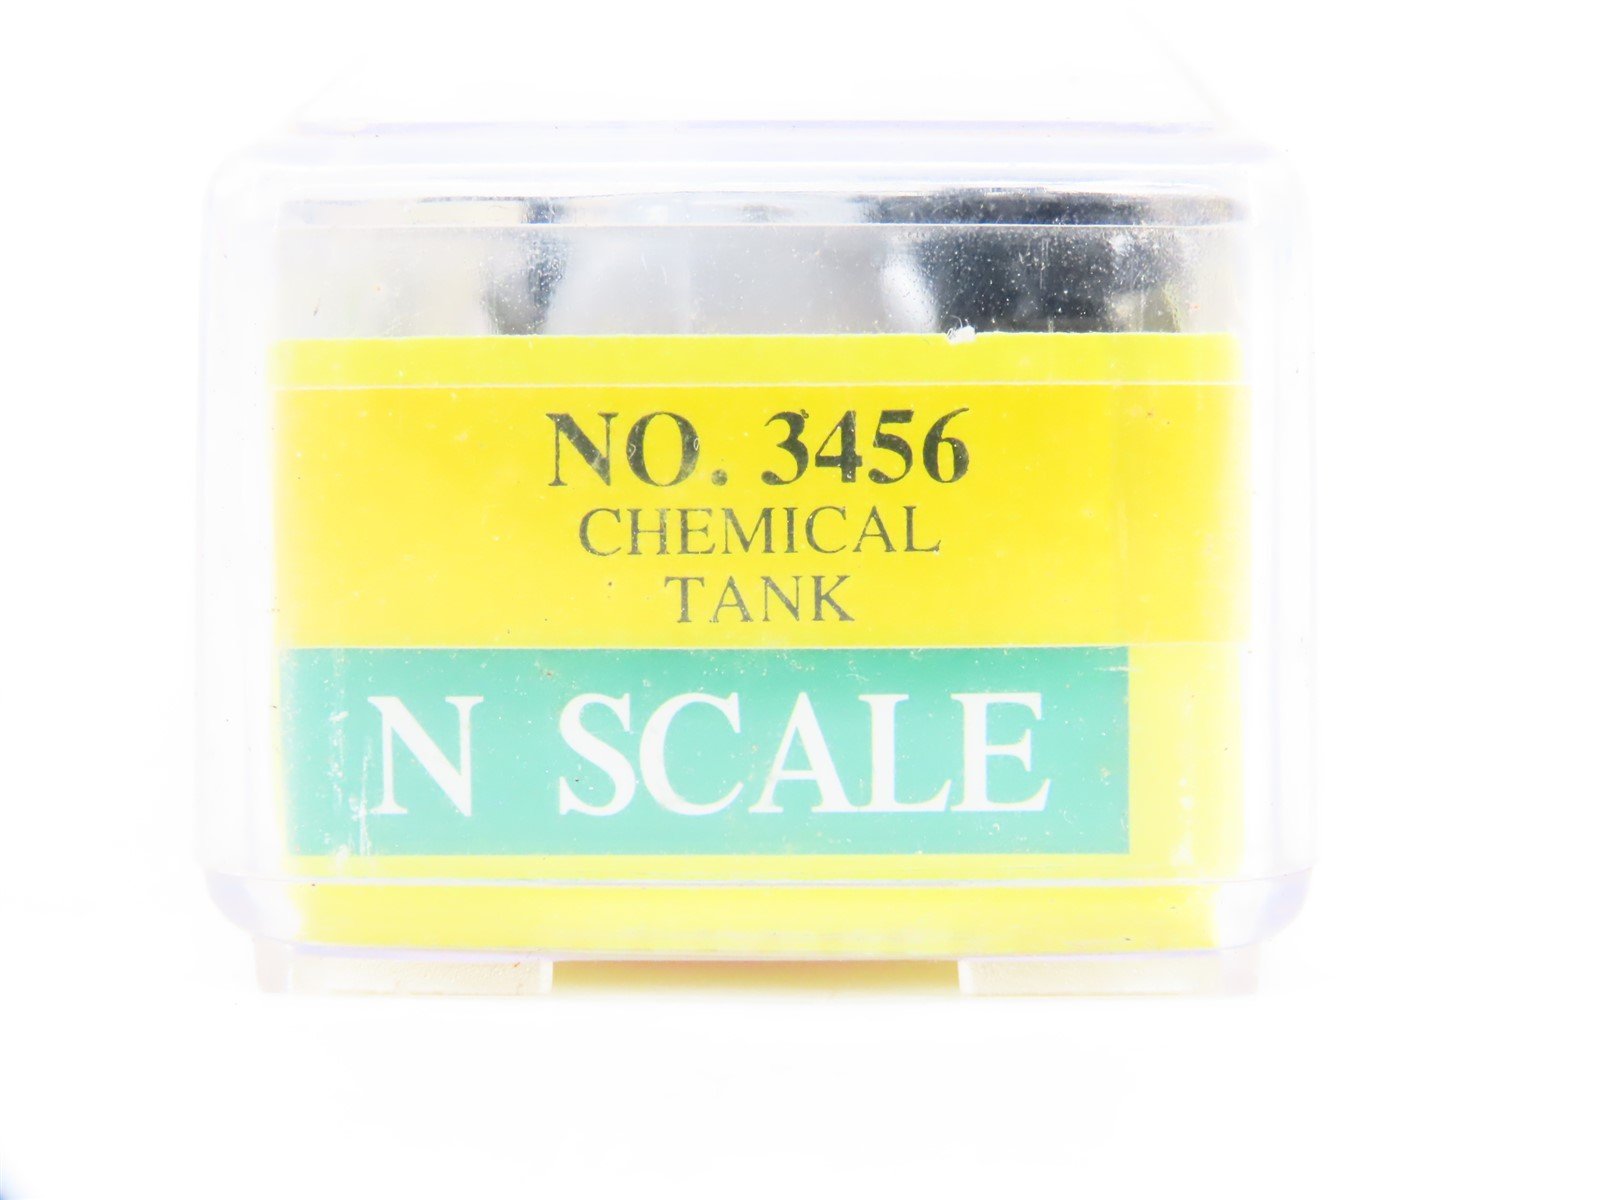 NO. 3456
CHEMICAL
TANK
N SCALE